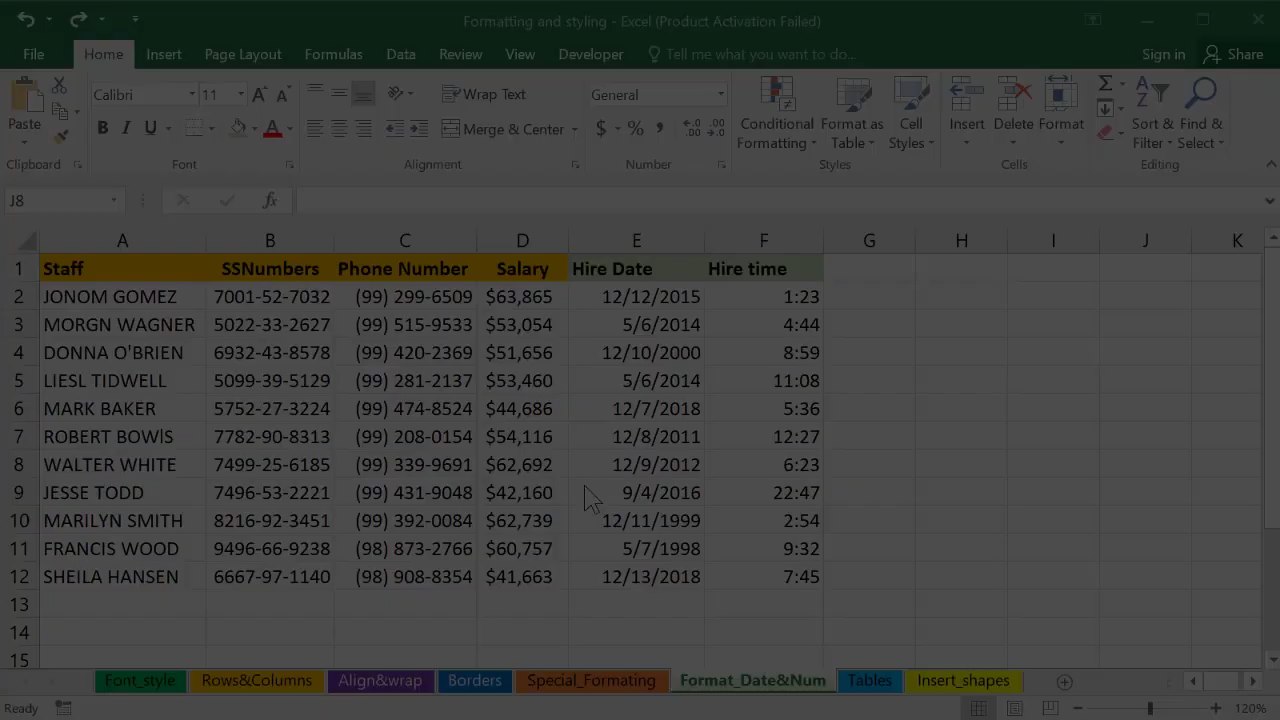 Formatting and styling - Excel (Product Activation Failed)
File Home Insert Page Layout Formulas Data Review View Developer Tell me what you want to do... Sign in Share
Calibri 11 Wrap Text General
Paste B I U Merge & Center $ % , Conditional Formatting Format as Table Cell Styles Insert Delete Format Sort & Filter Find & Select
Clipboard Font Alignment Number Styles Cells Editing
J8 fx
A B C D E F G H I J K
1 Staff SSNumbers Phone Number Salary Hire Date Hire time
2 JONOM GOMEZ 7001-52-7032 (99) 299-6509 $63,865 12/12/2015 1:23
3 MORGN WAGNER 5022-33-2627 (99) 515-9533 $53,054 5/6/2014 4:44
4 DONNA O'BRIEN 6932-43-8578 (99) 420-2369 $51,656 12/10/2000 8:59
5 LIESL TIDWELL 5099-39-5129 (99) 281-2137 $53,460 5/6/2014 11:08
6 MARK BAKER 5752-27-3224 (99) 474-8524 $44,686 12/7/2018 5:36
7 ROBERT BOWlS 7782-90-8313 (99) 208-0154 $54,116 12/8/2011 12:27
8 WALTER WHITE 7499-25-6185 (99) 339-9691 $62,692 12/9/2012 6:23
9 JESSE TODD 7496-53-2221 (99) 431-9048 $42,160 9/4/2016 22:47
10 MARILYN SMITH 8216-92-3451 (99) 392-0084 $62,739 12/11/1999 2:54
11 FRANCIS WOOD 9496-66-9238 (98) 873-2766 $60,757 5/7/1998 9:32
12 SHEILA HANSEN 6667-97-1140 (98) 908-8354 $41,663 12/13/2018 7:45
13
14
15
Font_style Rows&Columns Align&wrap Borders Special_Formating Format_Date&Num Tables Insert_shapes
Ready 120%